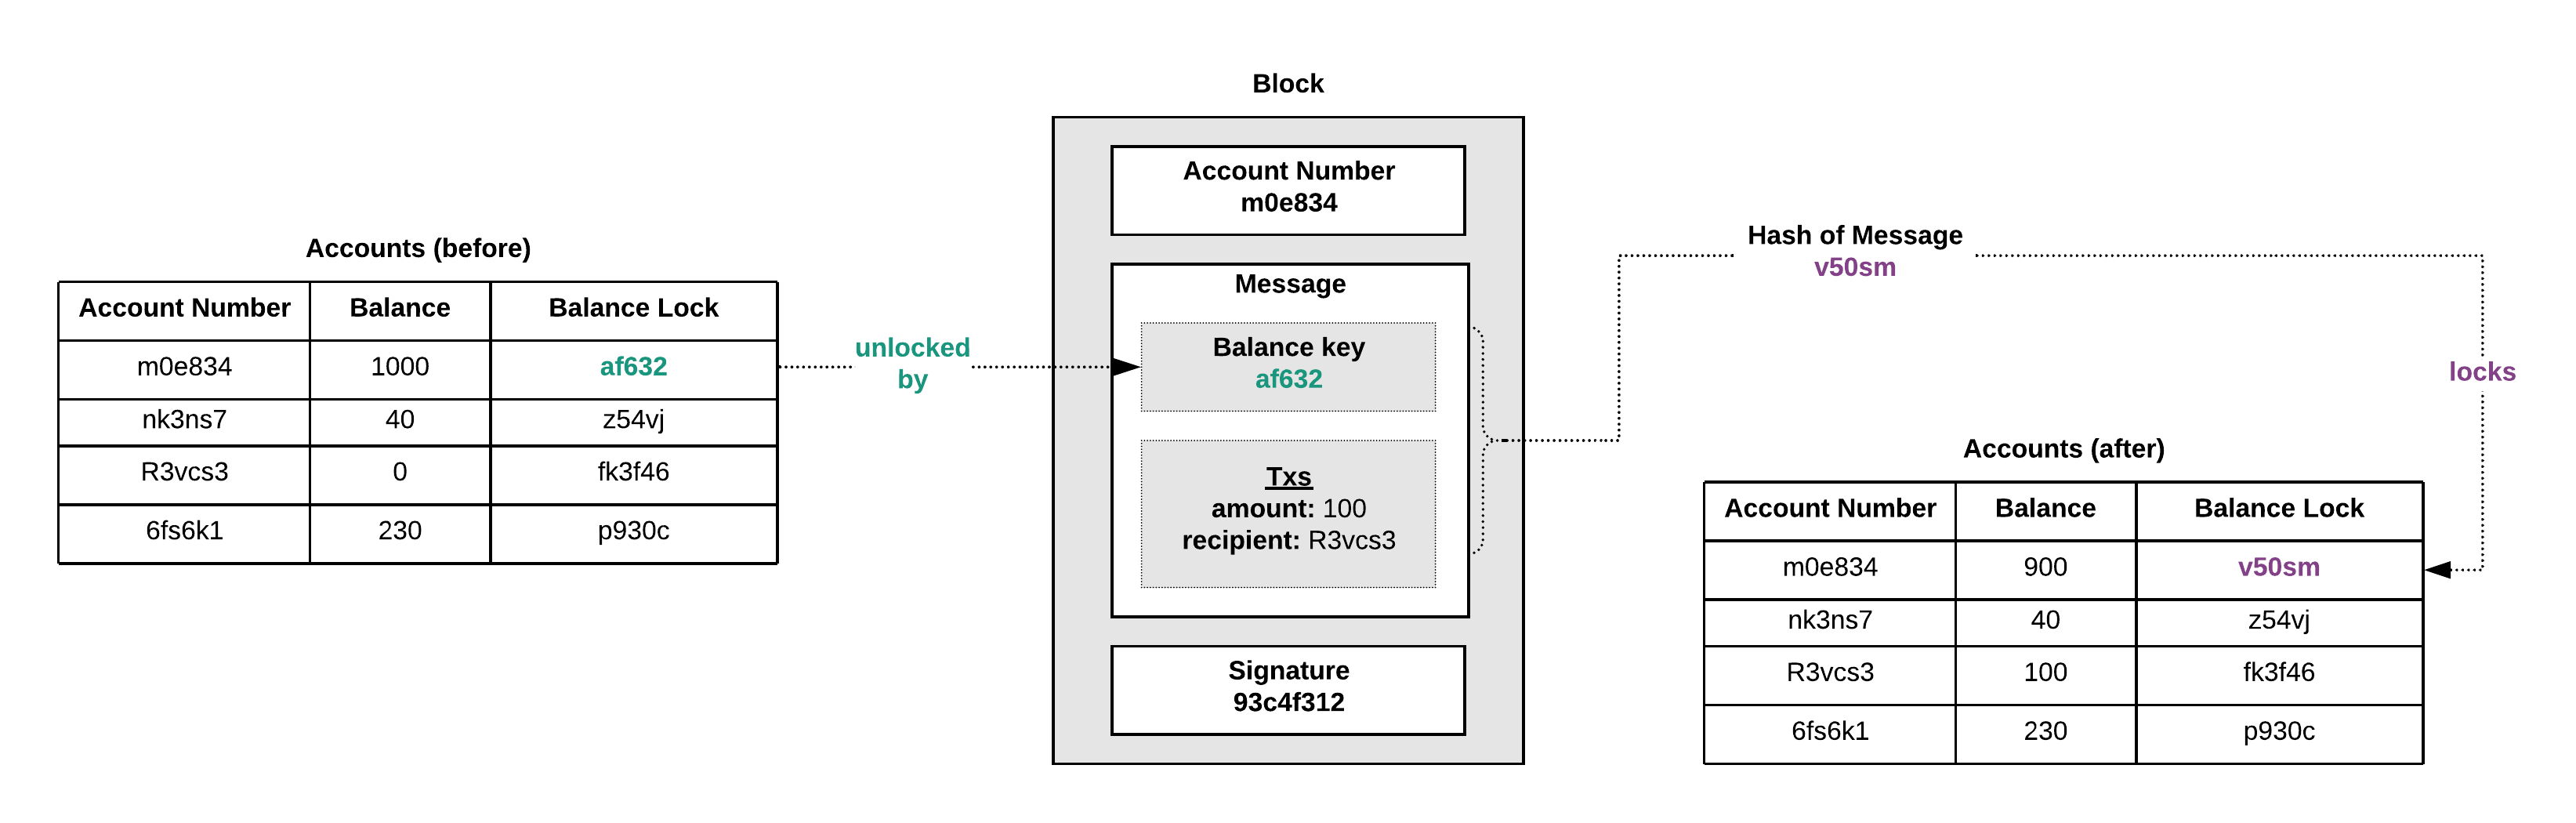 Block
Account Number
m0e834
Accounts (before)
Account Number Balance Balance Lock
m0e834 1000 af632
nk3ns7 40 z54vj
R3vcs3 0 fk3f46
6fs6k1 230 p930c
unlocked
by
Message
Balance key
af632
Txs
amount: 100
recipient: R3vcs3
Signature
93c4f312
Hash of Message
v50sm
locks
Accounts (after)
Account Number Balance Balance Lock
m0e834 900 v50sm
nk3ns7 40 z54vj
R3vcs3 100 fk3f46
6fs6k1 230 p930c